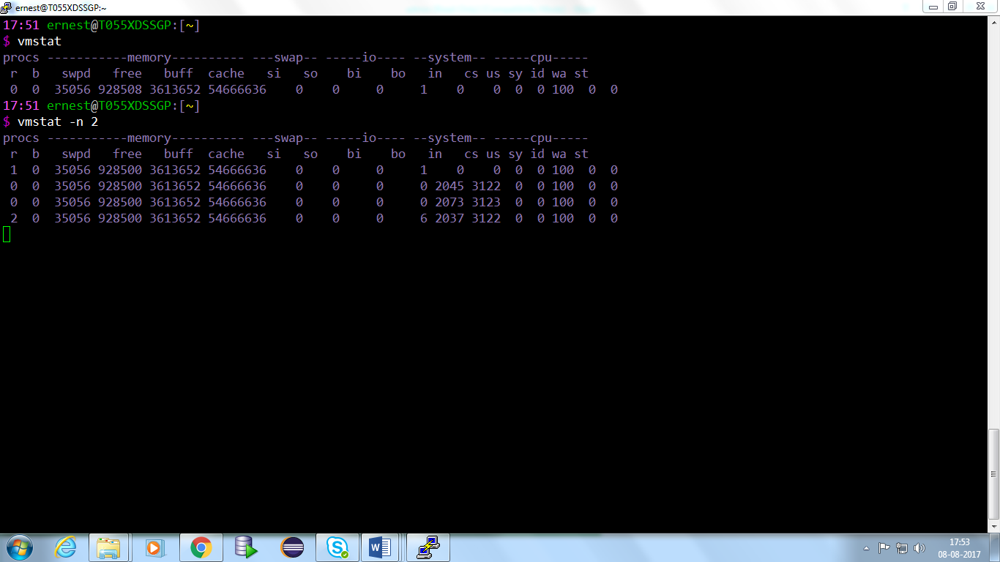 ernest@T055XDSSGP:~
17:51 ernest@T055XDSSGP:[~]
$ vmstat
procs -----------memory---------- ---swap-- -----io---- --system-- -----cpu-----
 r  b   swpd   free   buff  cache   si   so    bi    bo   in   cs us sy id wa st
 0  0  35056 928508 3613652 54666636    0    0     0     1    0    0  0  0 100  0  0
17:51 ernest@T055XDSSGP:[~]
$ vmstat -n 2
procs -----------memory---------- ---swap-- -----io---- --system-- -----cpu-----
 r  b   swpd   free   buff  cache   si   so    bi    bo   in   cs us sy id wa st
 1  0  35056 928500 3613652 54666636    0    0     0     1    0    0  0  0 100  0  0
 0  0  35056 928500 3613652 54666636    0    0     0     0 2045 3122  0  0 100  0  0
 0  0  35056 928500 3613652 54666636    0    0     0     0 2073 3123  0  0 100  0  0
 2  0  35056 928500 3613652 54666636    0    0     0     6 2037 3122  0  0 100  0  0
17:53
08-08-2017